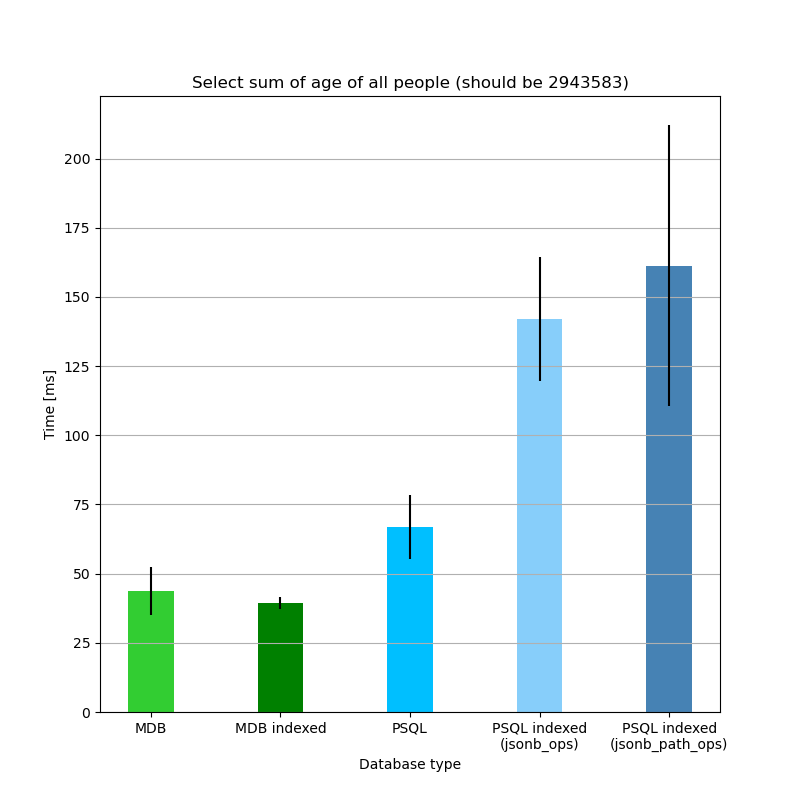 Select sum of age of all people (should be 2943583)
Time [ms]
200
175
150
125
100
75
50
25
0
MDB
MDB indexed
PSQL
PSQL indexed
(jsonb_ops)
PSQL indexed
(jsonb_path_ops)
Database type